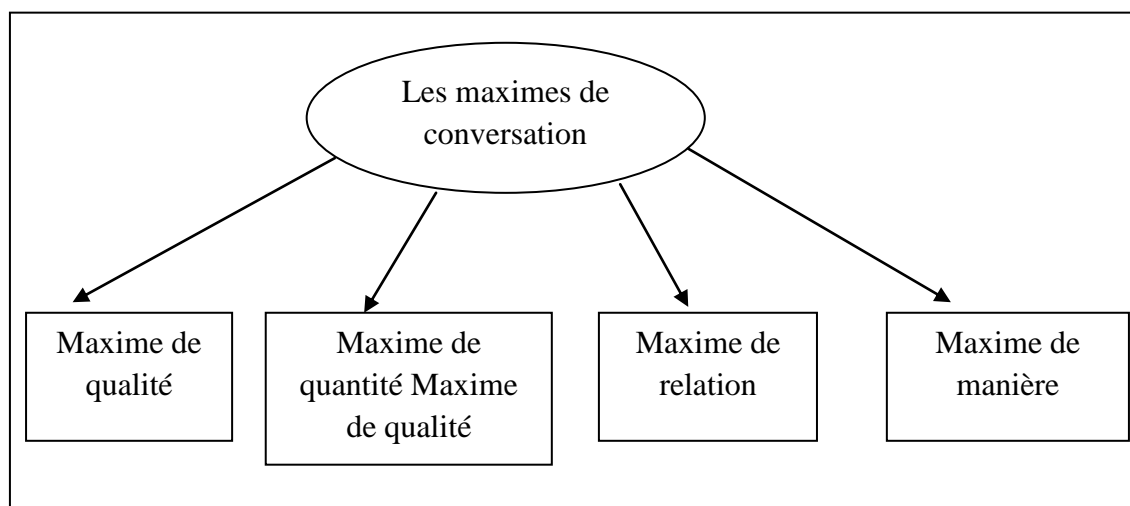 Les maximes de
conversation
Maxime de
qualité
Maxime de
quantité Maxime
de qualité
Maxime de
relation
Maxime de
manière